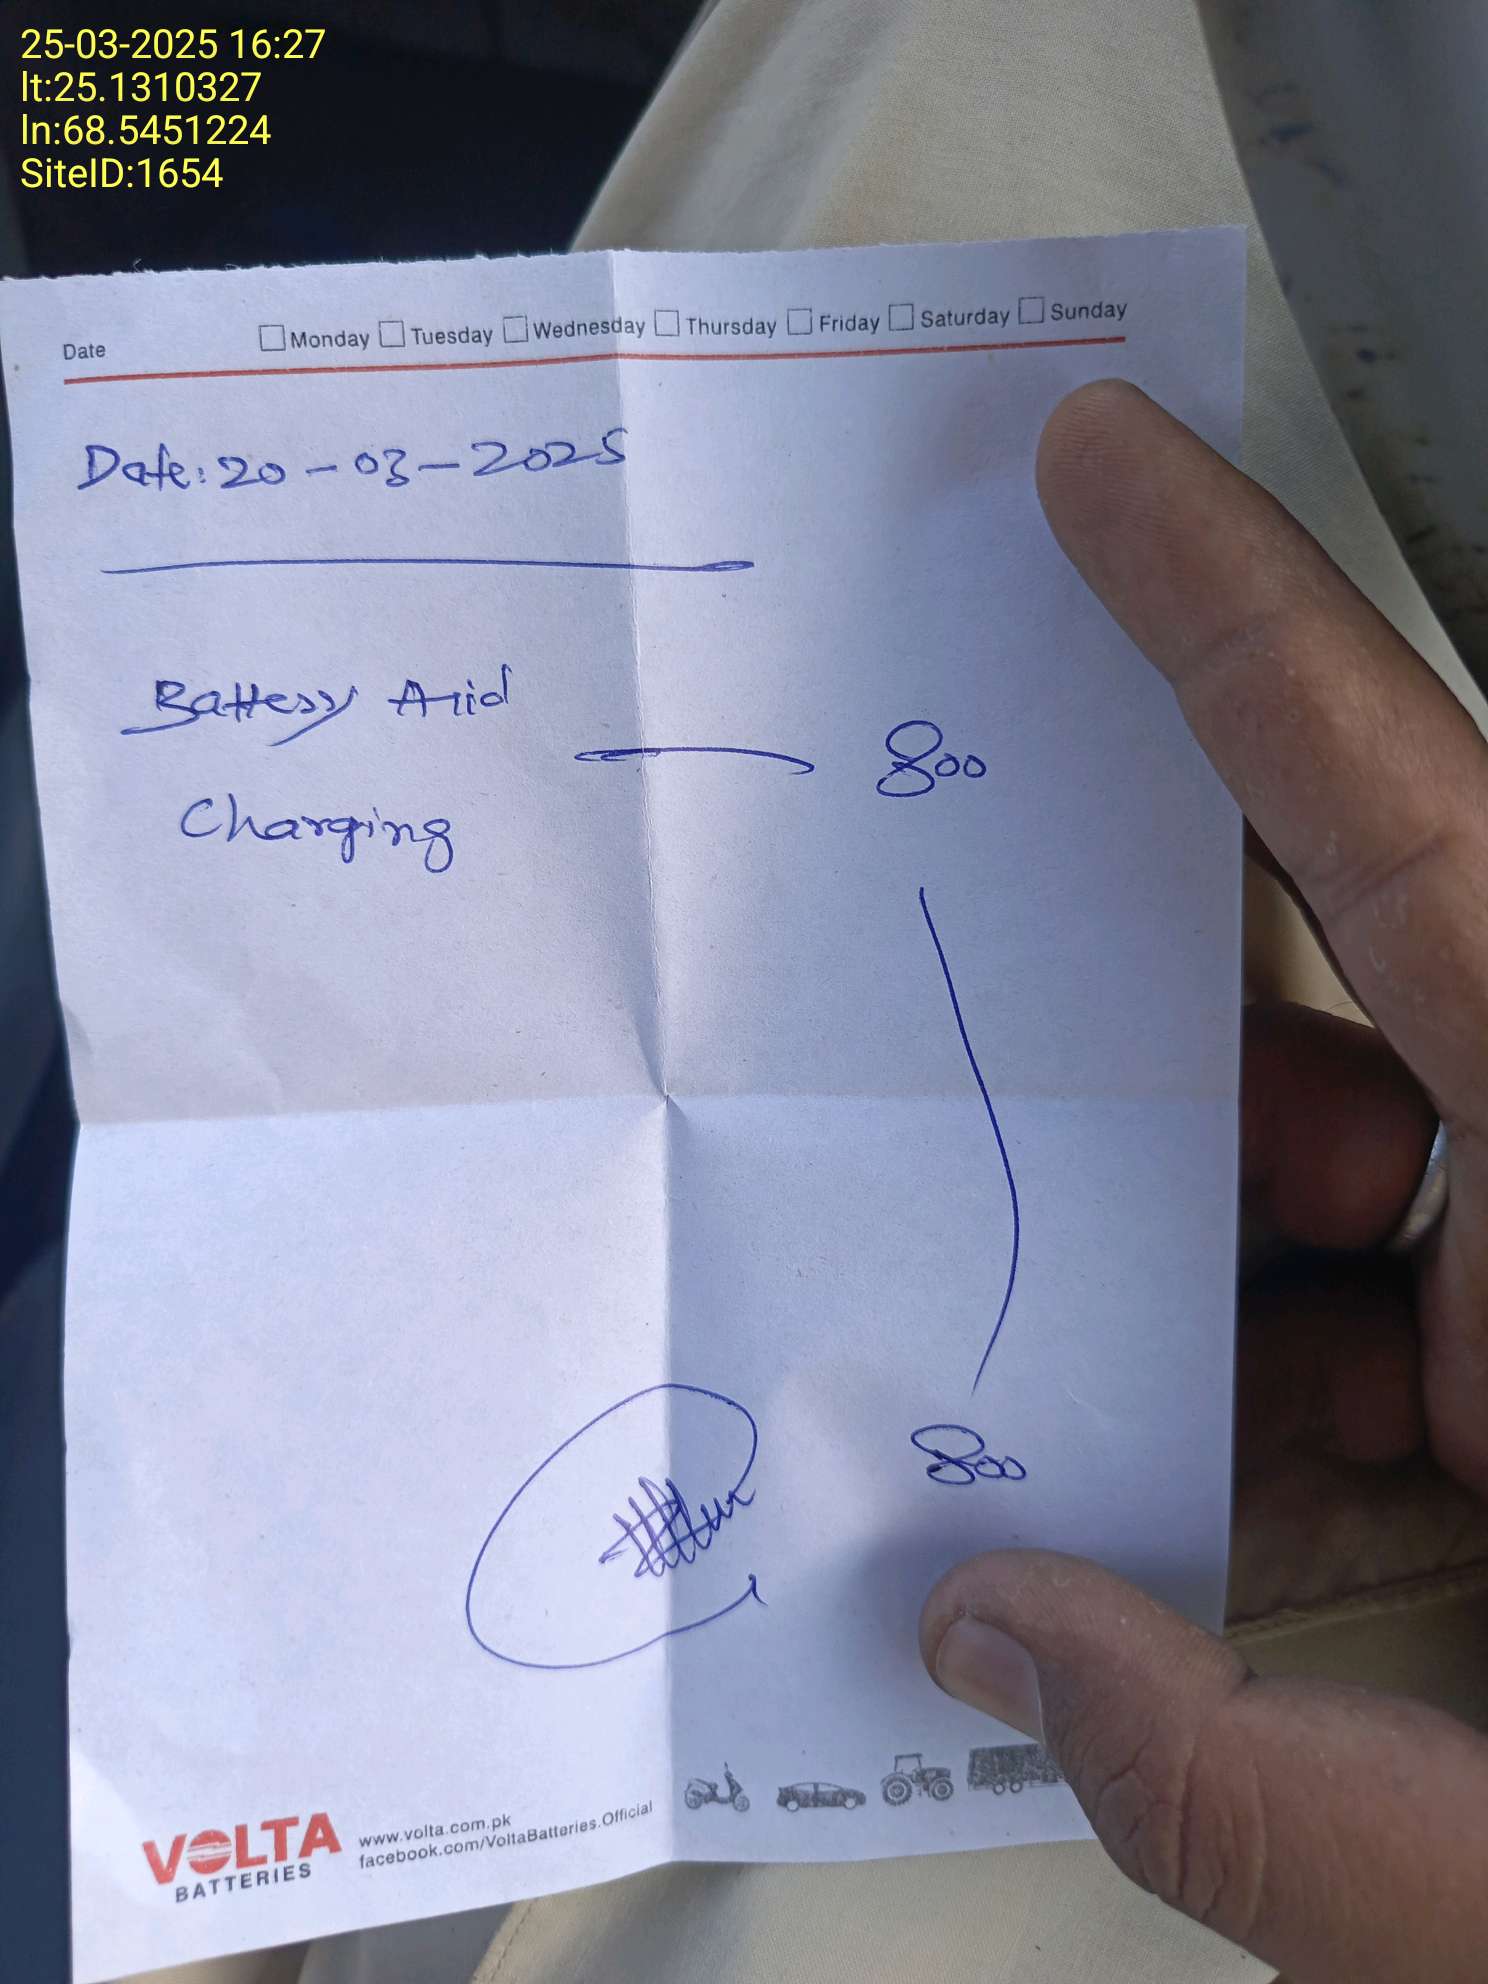 25-03-2025 16:27
lt:25.1310327
ln:68.5451224
SiteID:1654
Date Monday Tuesday Wednesday Thursday Friday Saturday Sunday
Date: 20-03-2025
Battery Acid
800
Charging
800
VOLTA
BATTERIES
www.volta.com.pk
facebook.com/VoltaBatteries.Official